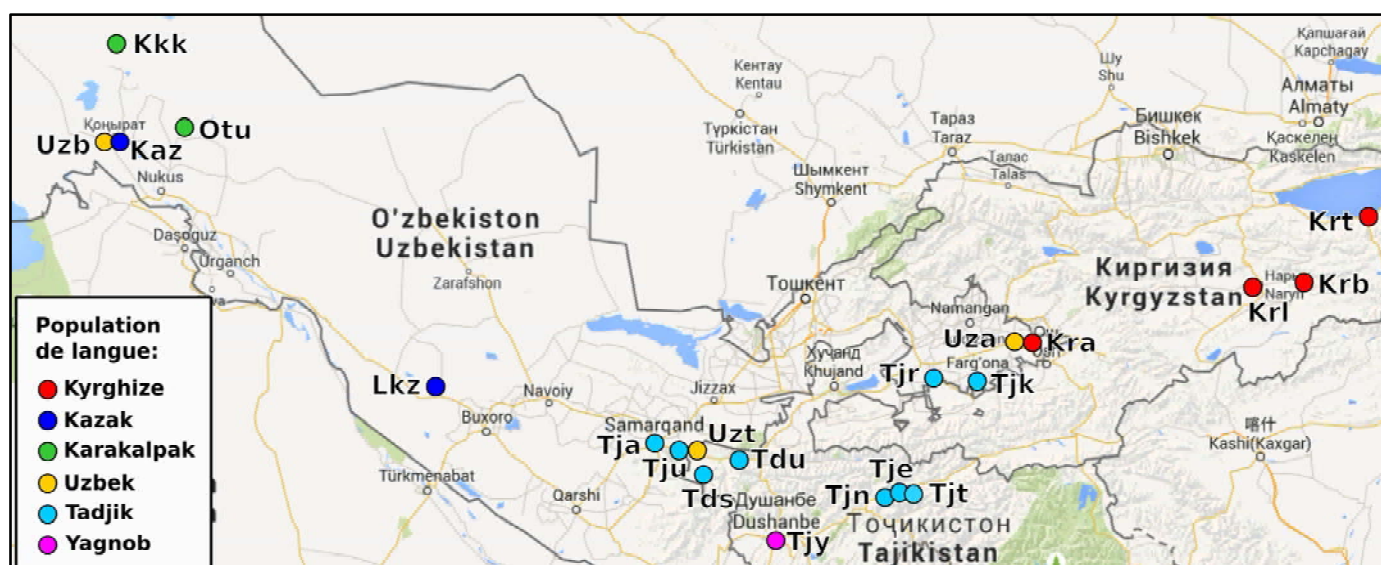 Kkk
Қапшағай
Kapchagay
Шу
Shu
Кентау
Kentau
Алматы
Almaty
Қоңырат
Otu
Uzb
Kaz
Түркістан
Türkistan
Тараз
Taraz
Бишкек
Bishkek
Қаскелең
Kaskelen
Nukus
Талас
Talas
Шымкент
Shymkent
O'zbekiston
Uzbekistan
Krt
Daşoguz
Urganch
Zarafshon
Тошкент
Киргизия
Kyrgyzstan
Naryn
Krb
Krl
Namangan
Uza
Kra
Population
de langue:
Kyrghize
Kazak
Karakalpak
Uzbek
Tadjik
Yagnob
Хучанд
Khujand
Farg'ona
Tjr
Tjk
Lkz
Navoiy
Jizzax
Buxoro
Samarqand
Uzt
Tja
Tju
Tdu
Tds
喀什
Kashi(Kaxgar)
Türkmenabat
Qarshi
Tje
Tjn
Tjt
Душанбе
Dushanbe
Tjy
Тоҷикистон
Tajikistan